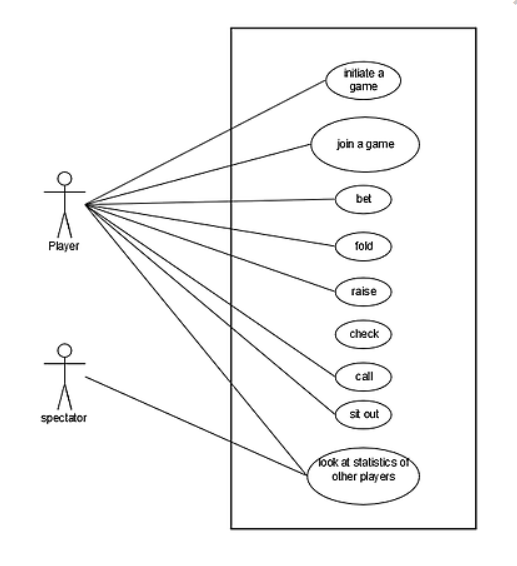 initiate a
game
join a game
bet
fold
Player
raise
check
spectator
call
sit out
look at statistics of
other players